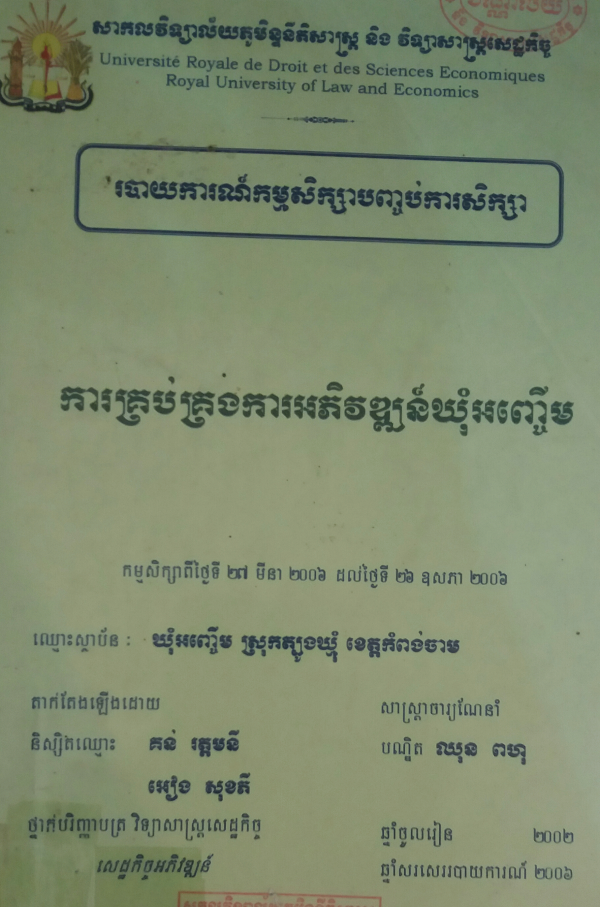 សាកលវិទ្យាល័យភូមិន្ទនីតិសាស្ត្រ និង វិទ្យាសាស្ត្រសេដ្ឋកិច្ច
Université Royale de Droit et des Sciences Economiques
Royal University of Law and Economics
របាយការណ៍កម្មសិក្សាបញ្ចប់ការសិក្សា
ការគ្រប់គ្រងការអភិវឌ្ឍន៍ឃុំអញ្ចើម
កម្មសិក្សាពីថ្ងៃទី ២៧ មីនា ២០០៦ ដល់ថ្ងៃទី ២៦ ឧសភា ២០០៦
ឈ្មោះស្ថាប័ន : ឃុំអញ្ចើម ស្រុកត្បូងឃ្មុំ ខេត្តកំពង់ចាម
តាក់តែងឡើងដោយ សាស្ត្រាចារ្យណែនាំ
និស្សិតឈ្មោះ គន់ រត្តមនី បណ្ឌិត ឈុន ពហុ
អៀង សុខភី
ថ្នាក់បរិញ្ញាបត្រ វិទ្យាសាស្ត្រសេដ្ឋកិច្ច ឆ្នាំចូលរៀន ២០០២
សេដ្ឋកិច្ចអភិវឌ្ឍន៍ ឆ្នាំសរសេររបាយការណ៍ ២០០៦